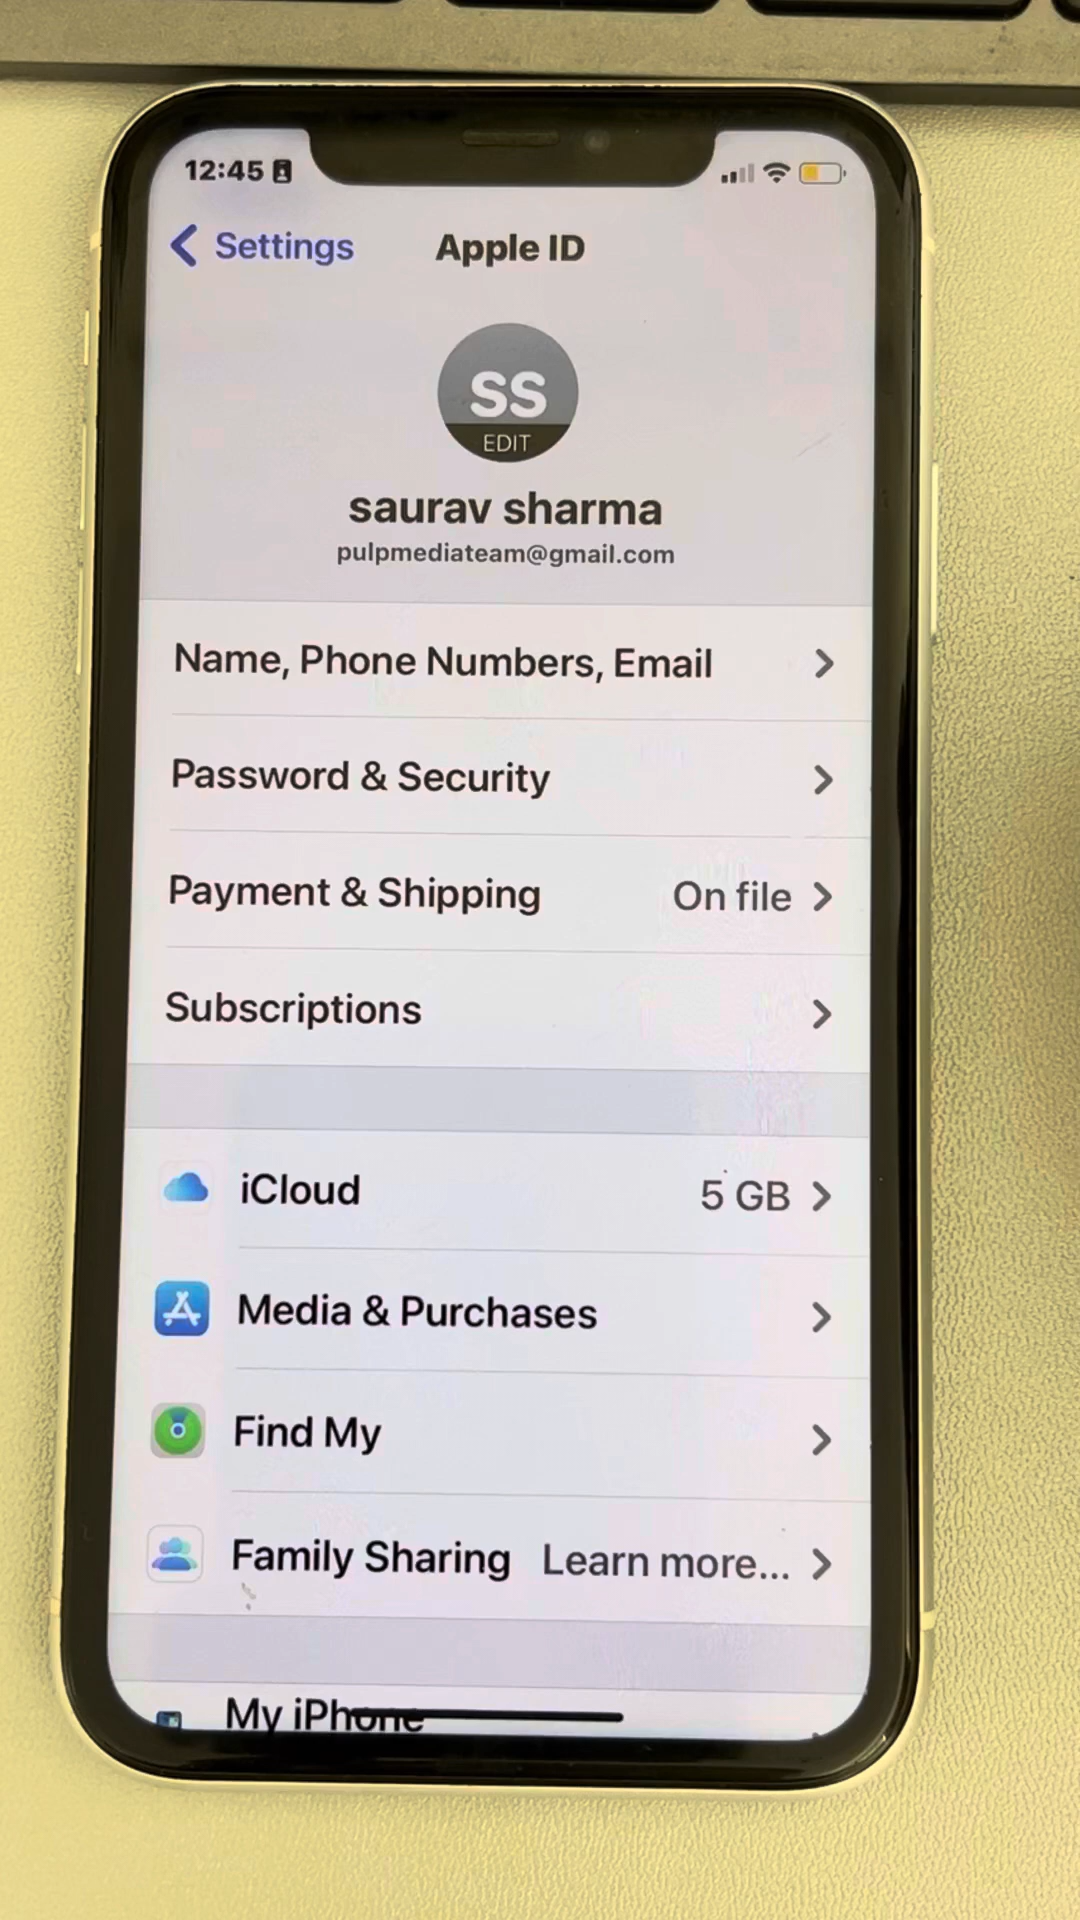 12:45
Settings
Apple ID
SS
EDIT
saurav sharma
pulpmediateam@gmail.com
Name, Phone Numbers, Email
Password & Security
Payment & Shipping On file
Subscriptions
iCloud 5 GB
Media & Purchases
Find My
Family Sharing Learn more...
My iPhone